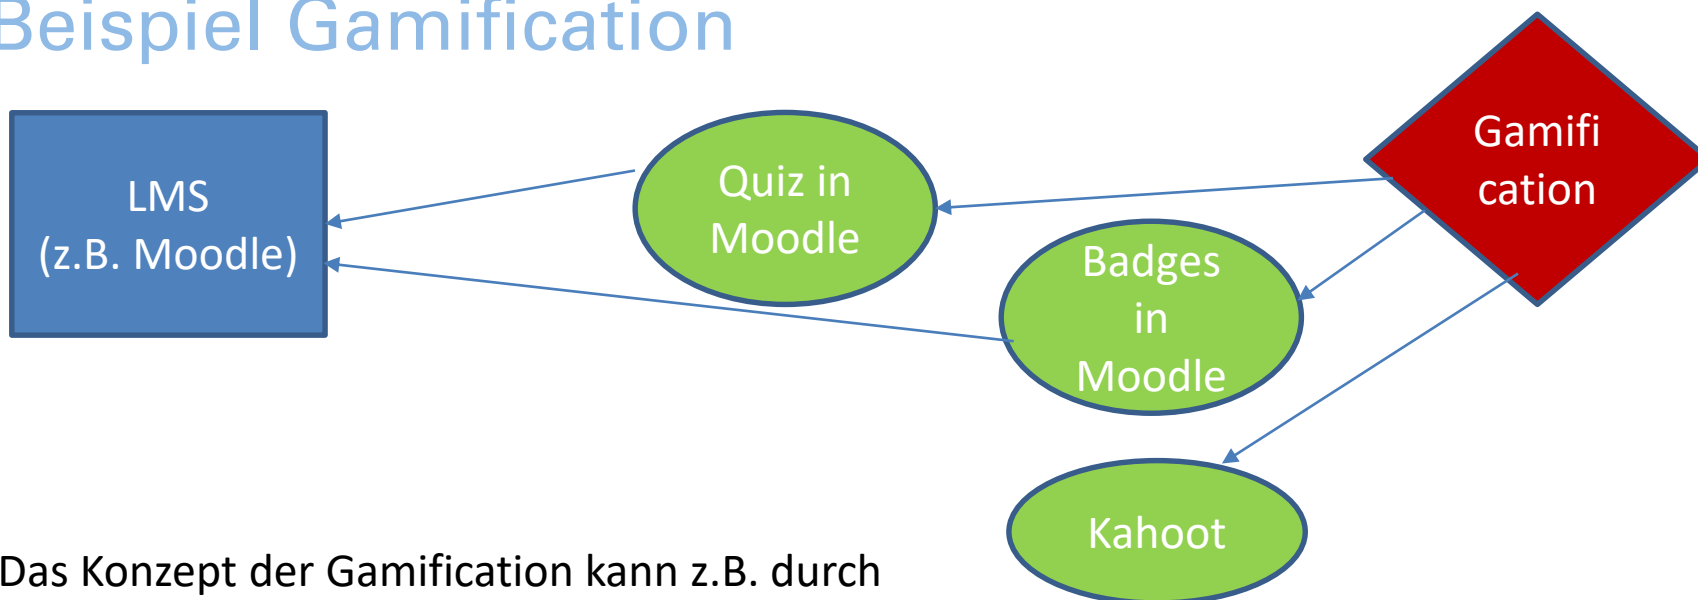 Beispiel Gamification
LMS
(z.B. Moodle)
Quiz in
Moodle
Gamifi
cation
Badges
in
Moodle
Kahoot
Das Konzept der Gamification kann z.B. durch